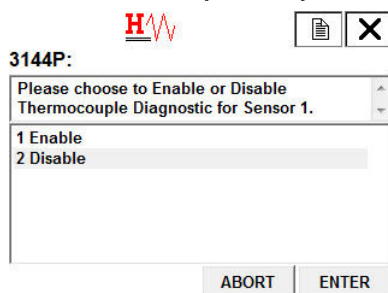 H
3144P:
Please choose to Enable or Disable
Thermocouple Diagnostic for Sensor 1.
1 Enable
2 Disable
ABORT
ENTER